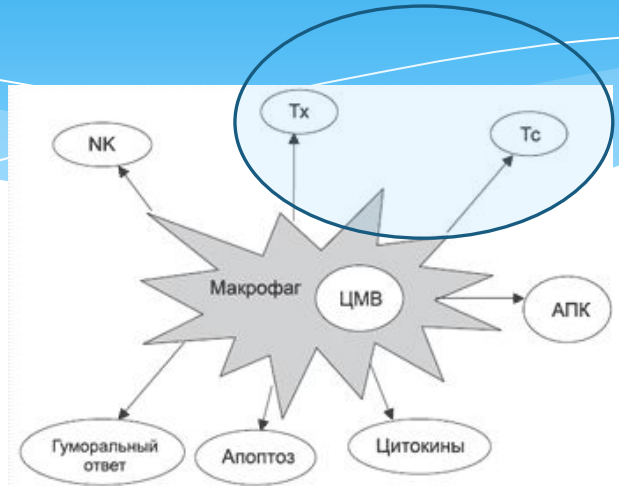 Тх
Тс
NK
Макрофаг
ЦМВ
АПК
Гуморальный
ответ
Апоптоз
Цитокины